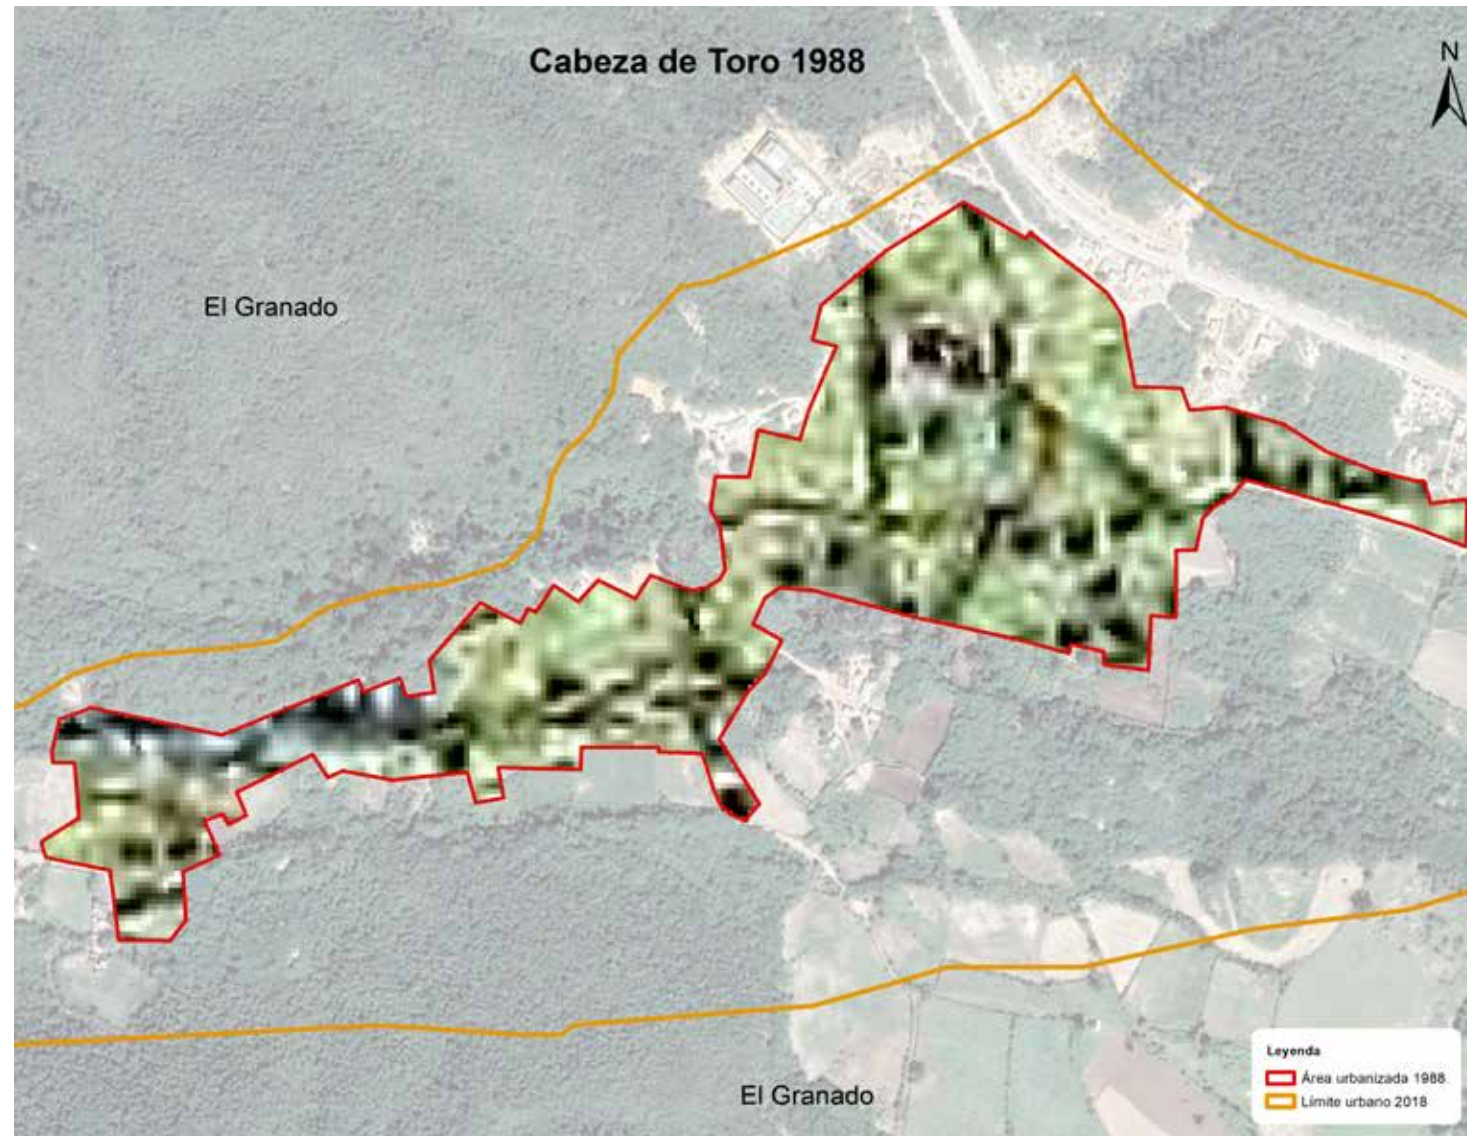 Cabeza de Toro 1988
N
El Granado
El Granado
Leyenda
Área urbanizada 1988
Límite urbano 2018